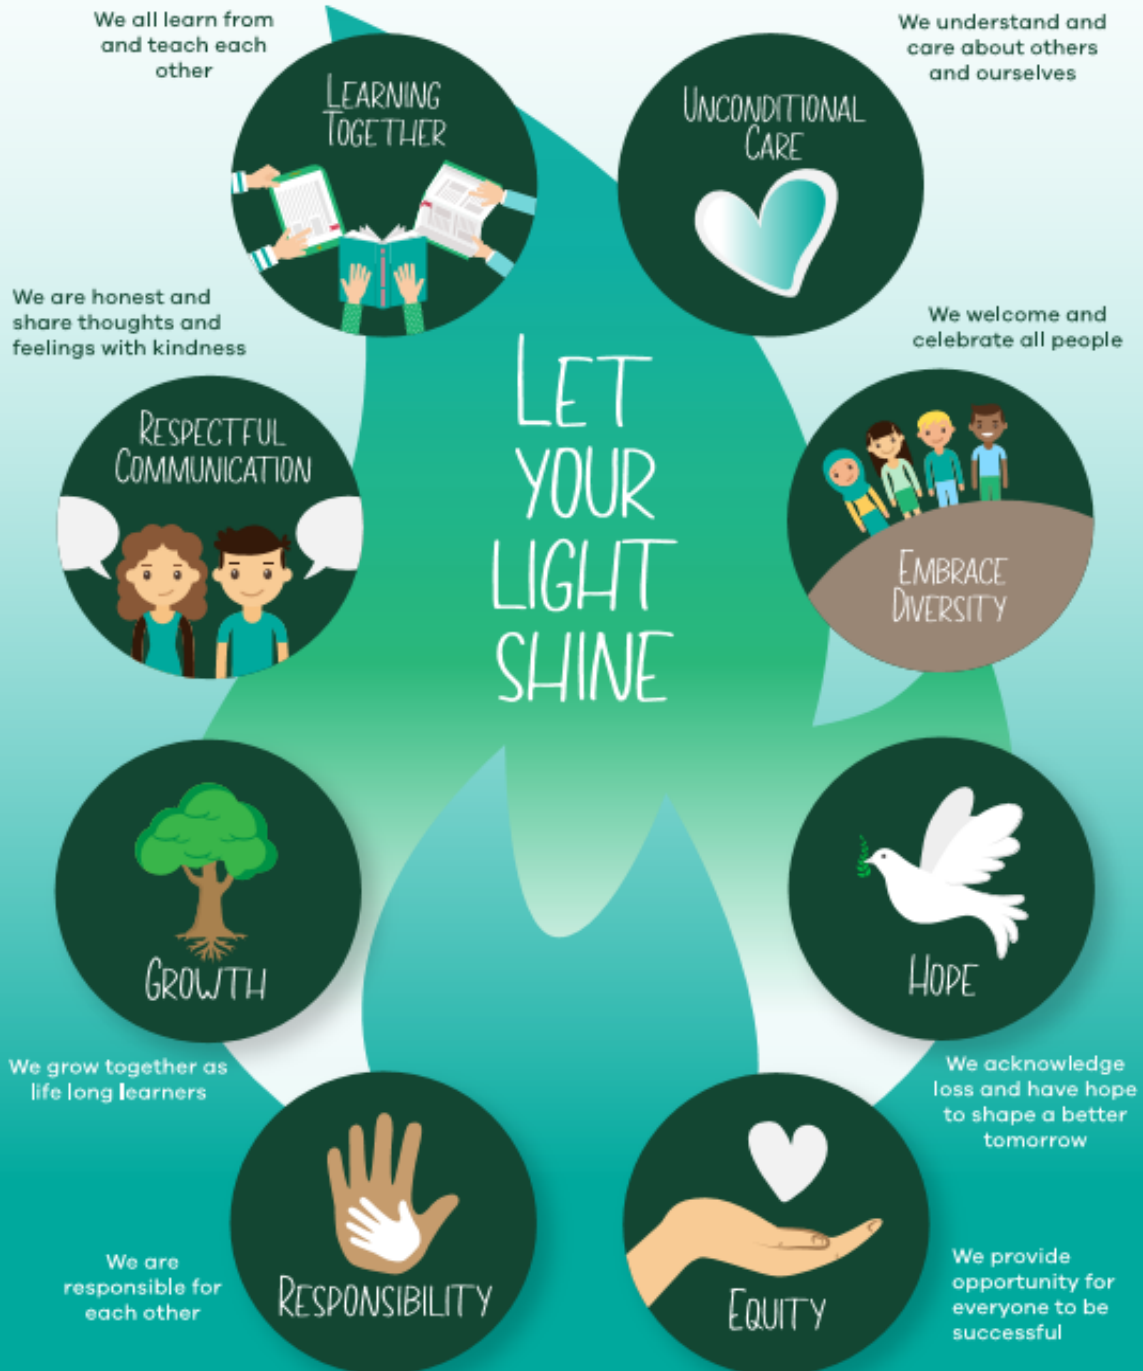 We all learn from
and teach each
other
LEARNING
TOGETHER
We understand and
care about others
and ourselves
UNCONDITIONAL
CARE
We are honest and
share thoughts and
feelings with kindness
RESPECTFUL
COMMUNICATION
LET
YOUR
LIGHT
SHINE
We welcome and
celebrate all people
EMBRACE
DIVERSITY
GROWTH
We grow together as
life long learners
HOPE
We acknowledge
loss and have hope
to shape a better
tomorrow
We are
responsible for
each other
RESPONSIBILITY
EQUITY
We provide
opportunity for
everyone to be
successful